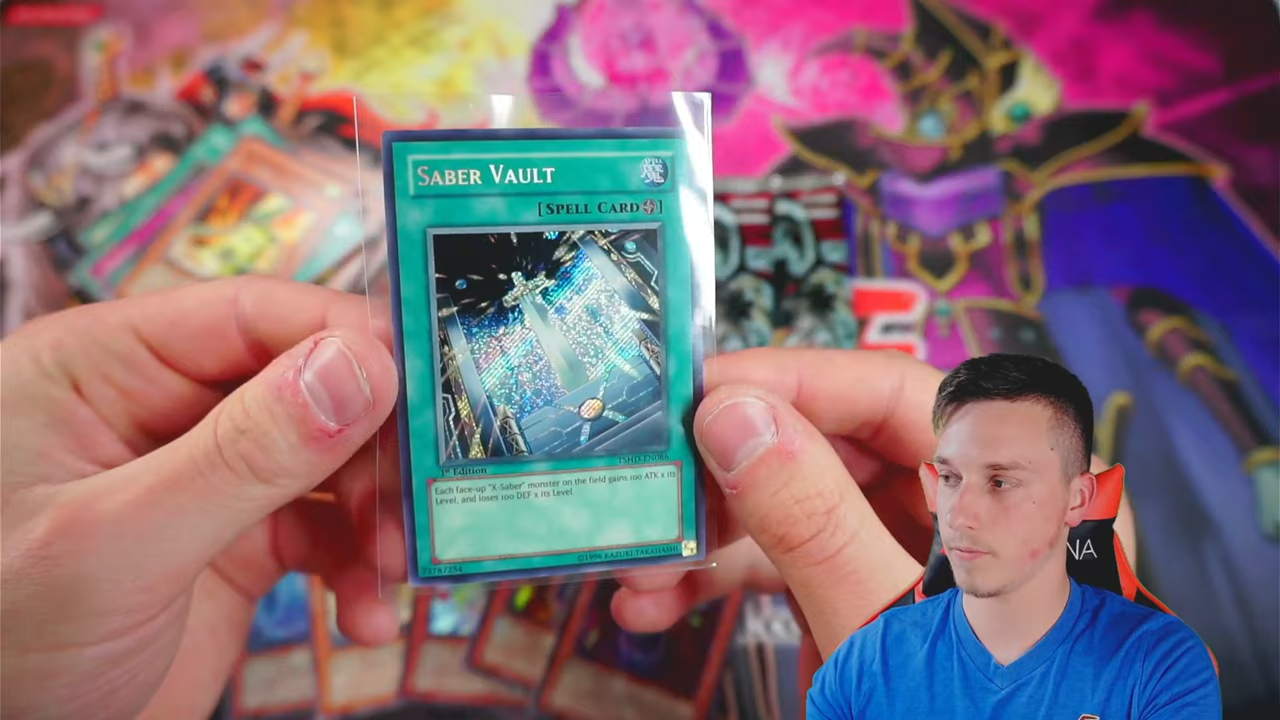 SABER VAULT
[SPELL CARD]
TSHD-EN086
1st Edition
Each face-up "X-Saber" monster on the field gains 100 ATK x its
Level, and loses 100 DEF x its Level.
©1996 KAZUKI TAKAHASHI
NA